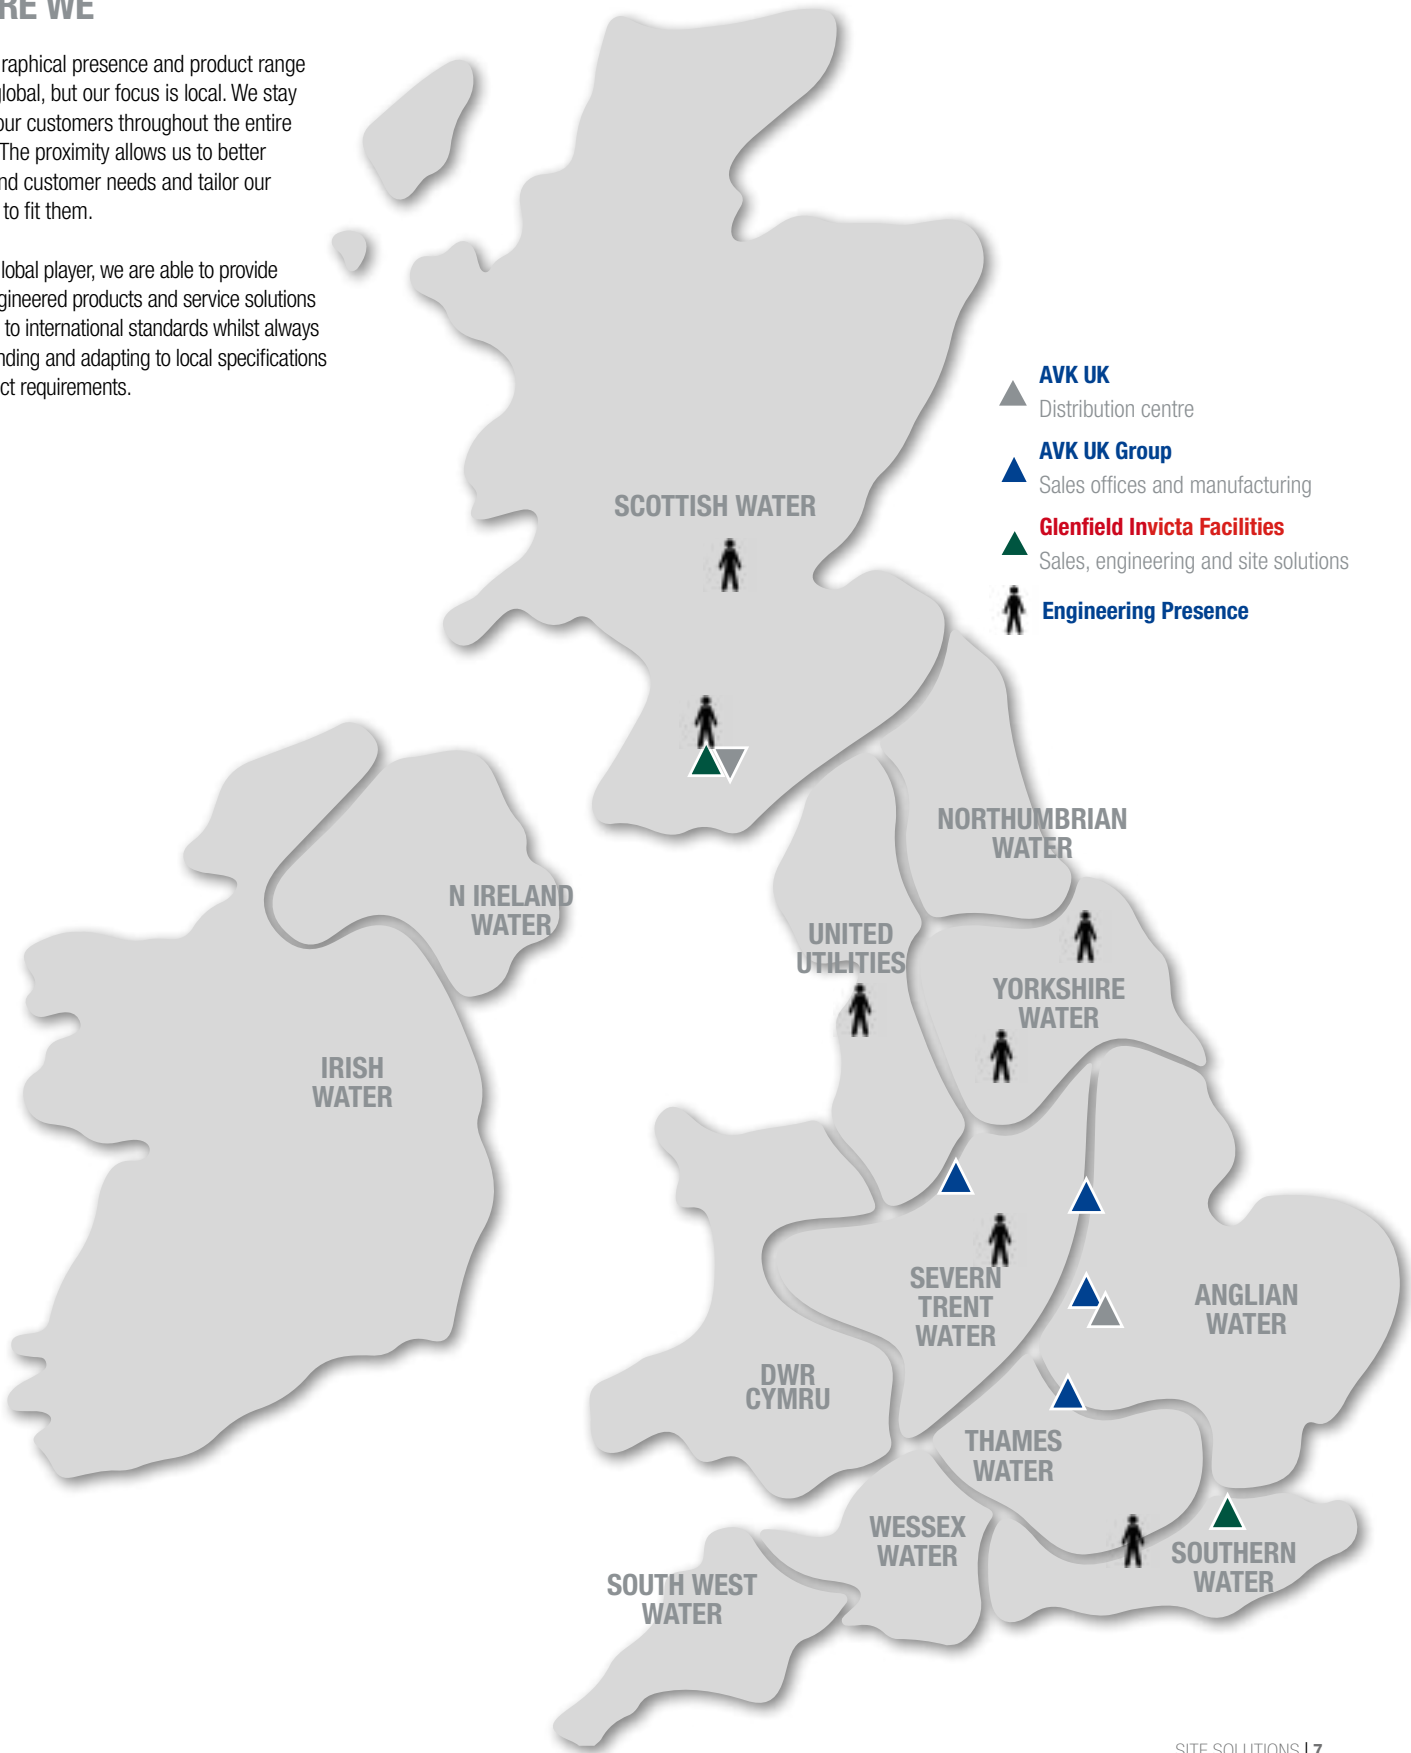 RE WE
raphical presence and product range
lobal, but our focus is local. We stay
our customers throughout the entire
The proximity allows us to better
nd customer needs and tailor our
to fit them.
lobal player, we are able to provide
gineered products and service solutions
to international standards whilst always
nding and adapting to local specifications
ct requirements.
AVK UK
Distribution centre
AVK UK Group
Sales offices and manufacturing
Glenfield Invicta Facilities
Sales, engineering and site solutions
Engineering Presence
SCOTTISH WATER
NORTHUMBRIAN
WATER
N IRELAND
WATER
UNITED
UTILITIES
YORKSHIRE
WATER
IRISH
WATER
SEVERN
TRENT
WATER
ANGLIAN
WATER
DWR
CYMRU
THAMES
WATER
WESSEX
WATER
SOUTHERN
WATER
SOUTH WEST
WATER
SITE SOLUTIONS | 7